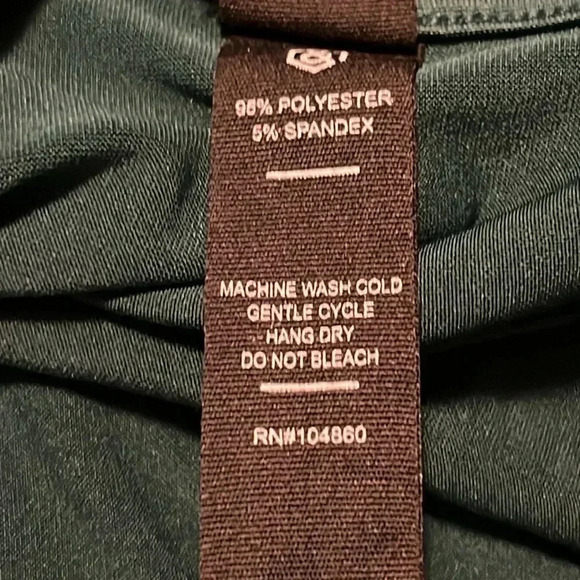 95% POLYESTER
5% SPANDEX
MACHINE WASH COLD
GENTLE CYCLE
HANG DRY
DO NOT BLEACH
RN#104860